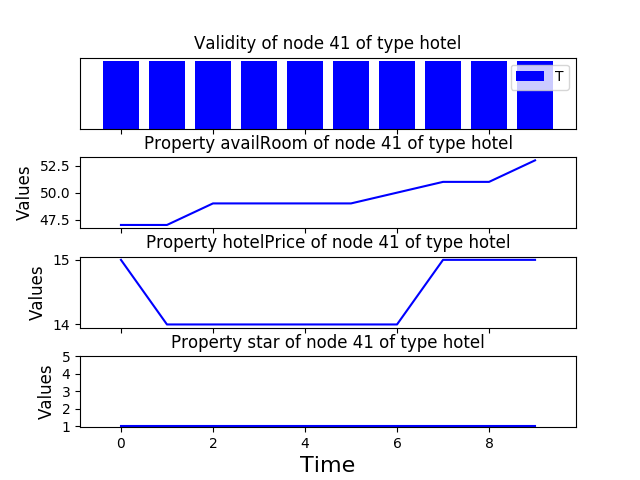 Validity of node 41 of type hotel
T
Property availRoom of node 41 of type hotel
52.5
50.0
47.5
Values
Property hotelPrice of node 41 of type hotel
15
14
Values
Property star of node 41 of type hotel
5
4
3
2
1
Values
0 2 4 6 8
Time